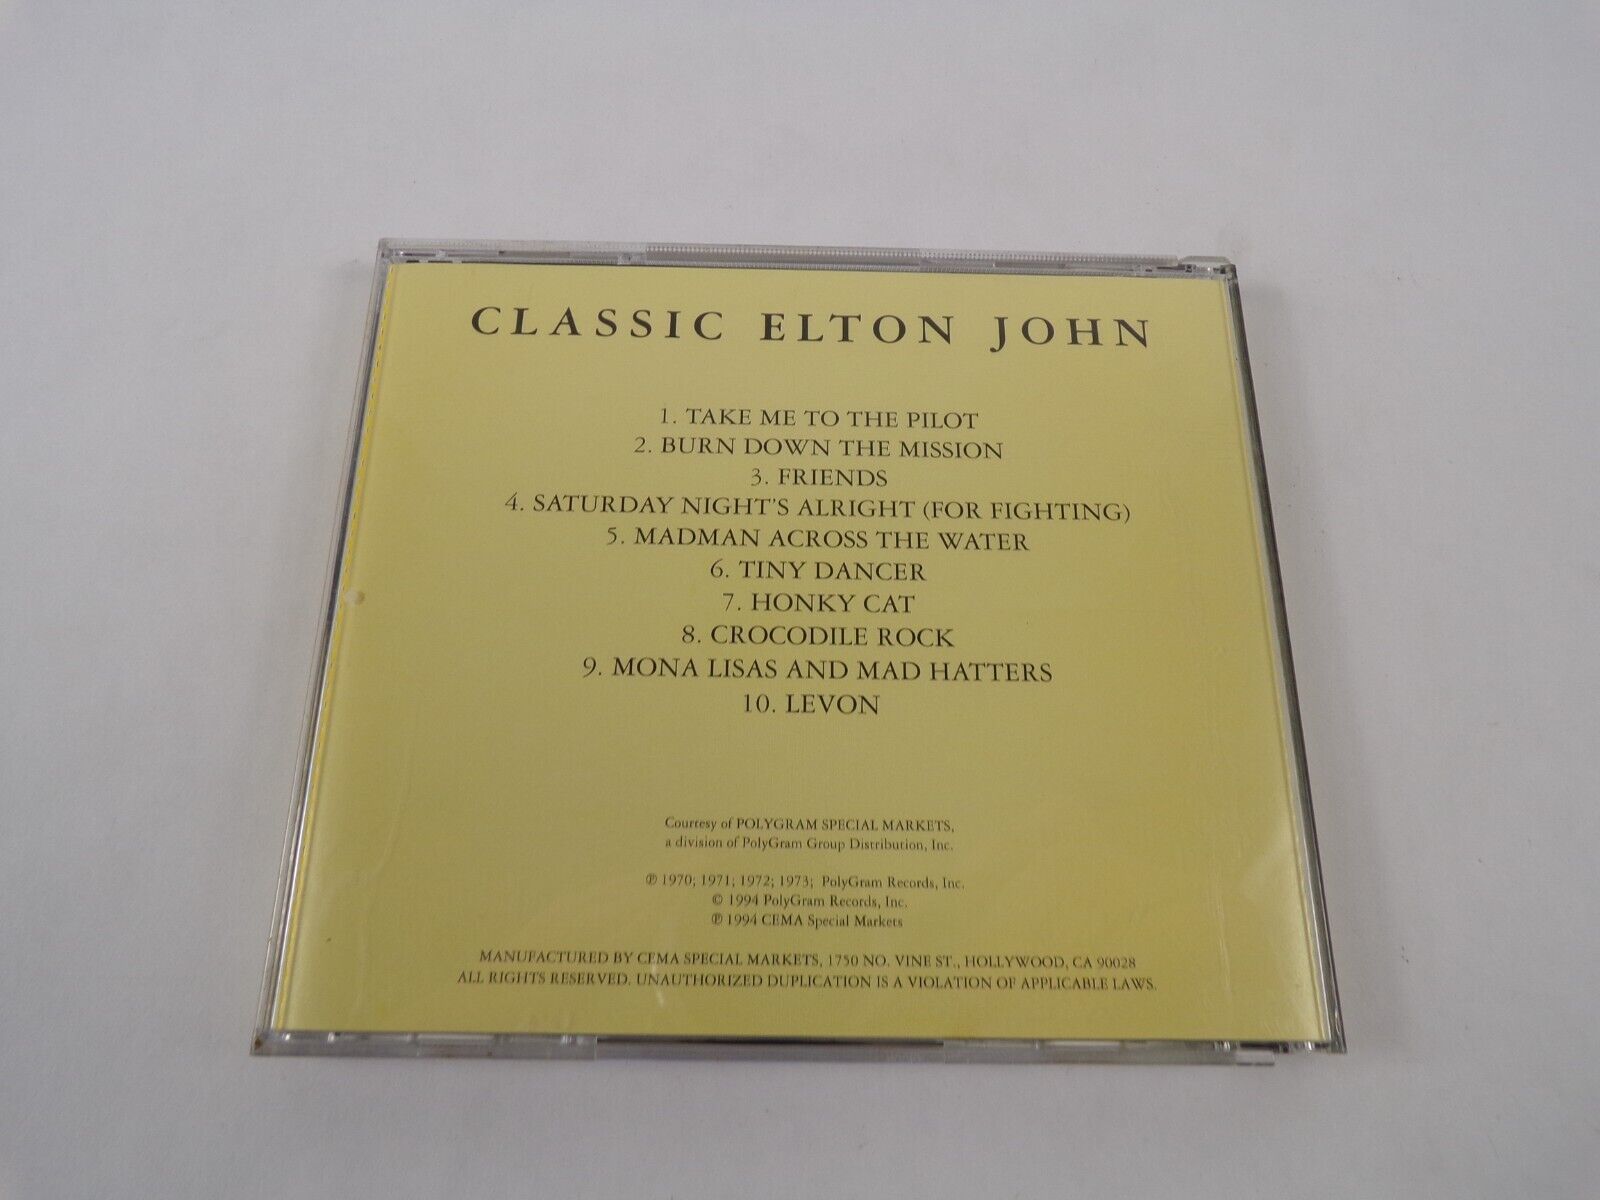 CLASSIC ELTON JOHN
1. TAKE ME TO THE PILOT
2. BURN DOWN THE MISSION
3. FRIENDS
4. SATURDAY NIGHT'S ALRIGHT (FOR FIGHTING)
5. MADMAN ACROSS THE WATER
6. TINY DANCER
7. HONKY CAT
8. CROCODILE ROCK
9. MONA LISAS AND MAD HATTERS
10. LEVON
Courtesy of POLYGRAM SPECIAL MARKETS,
a division of PolyGram Group Distribution, Inc.
℗ 1970; 1971; 1972; 1973; PolyGram Records, Inc.
© 1994 PolyGram Records, Inc.
℗ 1994 CEMA Special Markets
MANUFACTURED BY CEMA SPECIAL MARKETS, 1750 NO. VINE ST., HOLLYWOOD, CA 90028
ALL RIGHTS RESERVED. UNAUTHORIZED DUPLICATION IS A VIOLATION OF APPLICABLE LAWS.